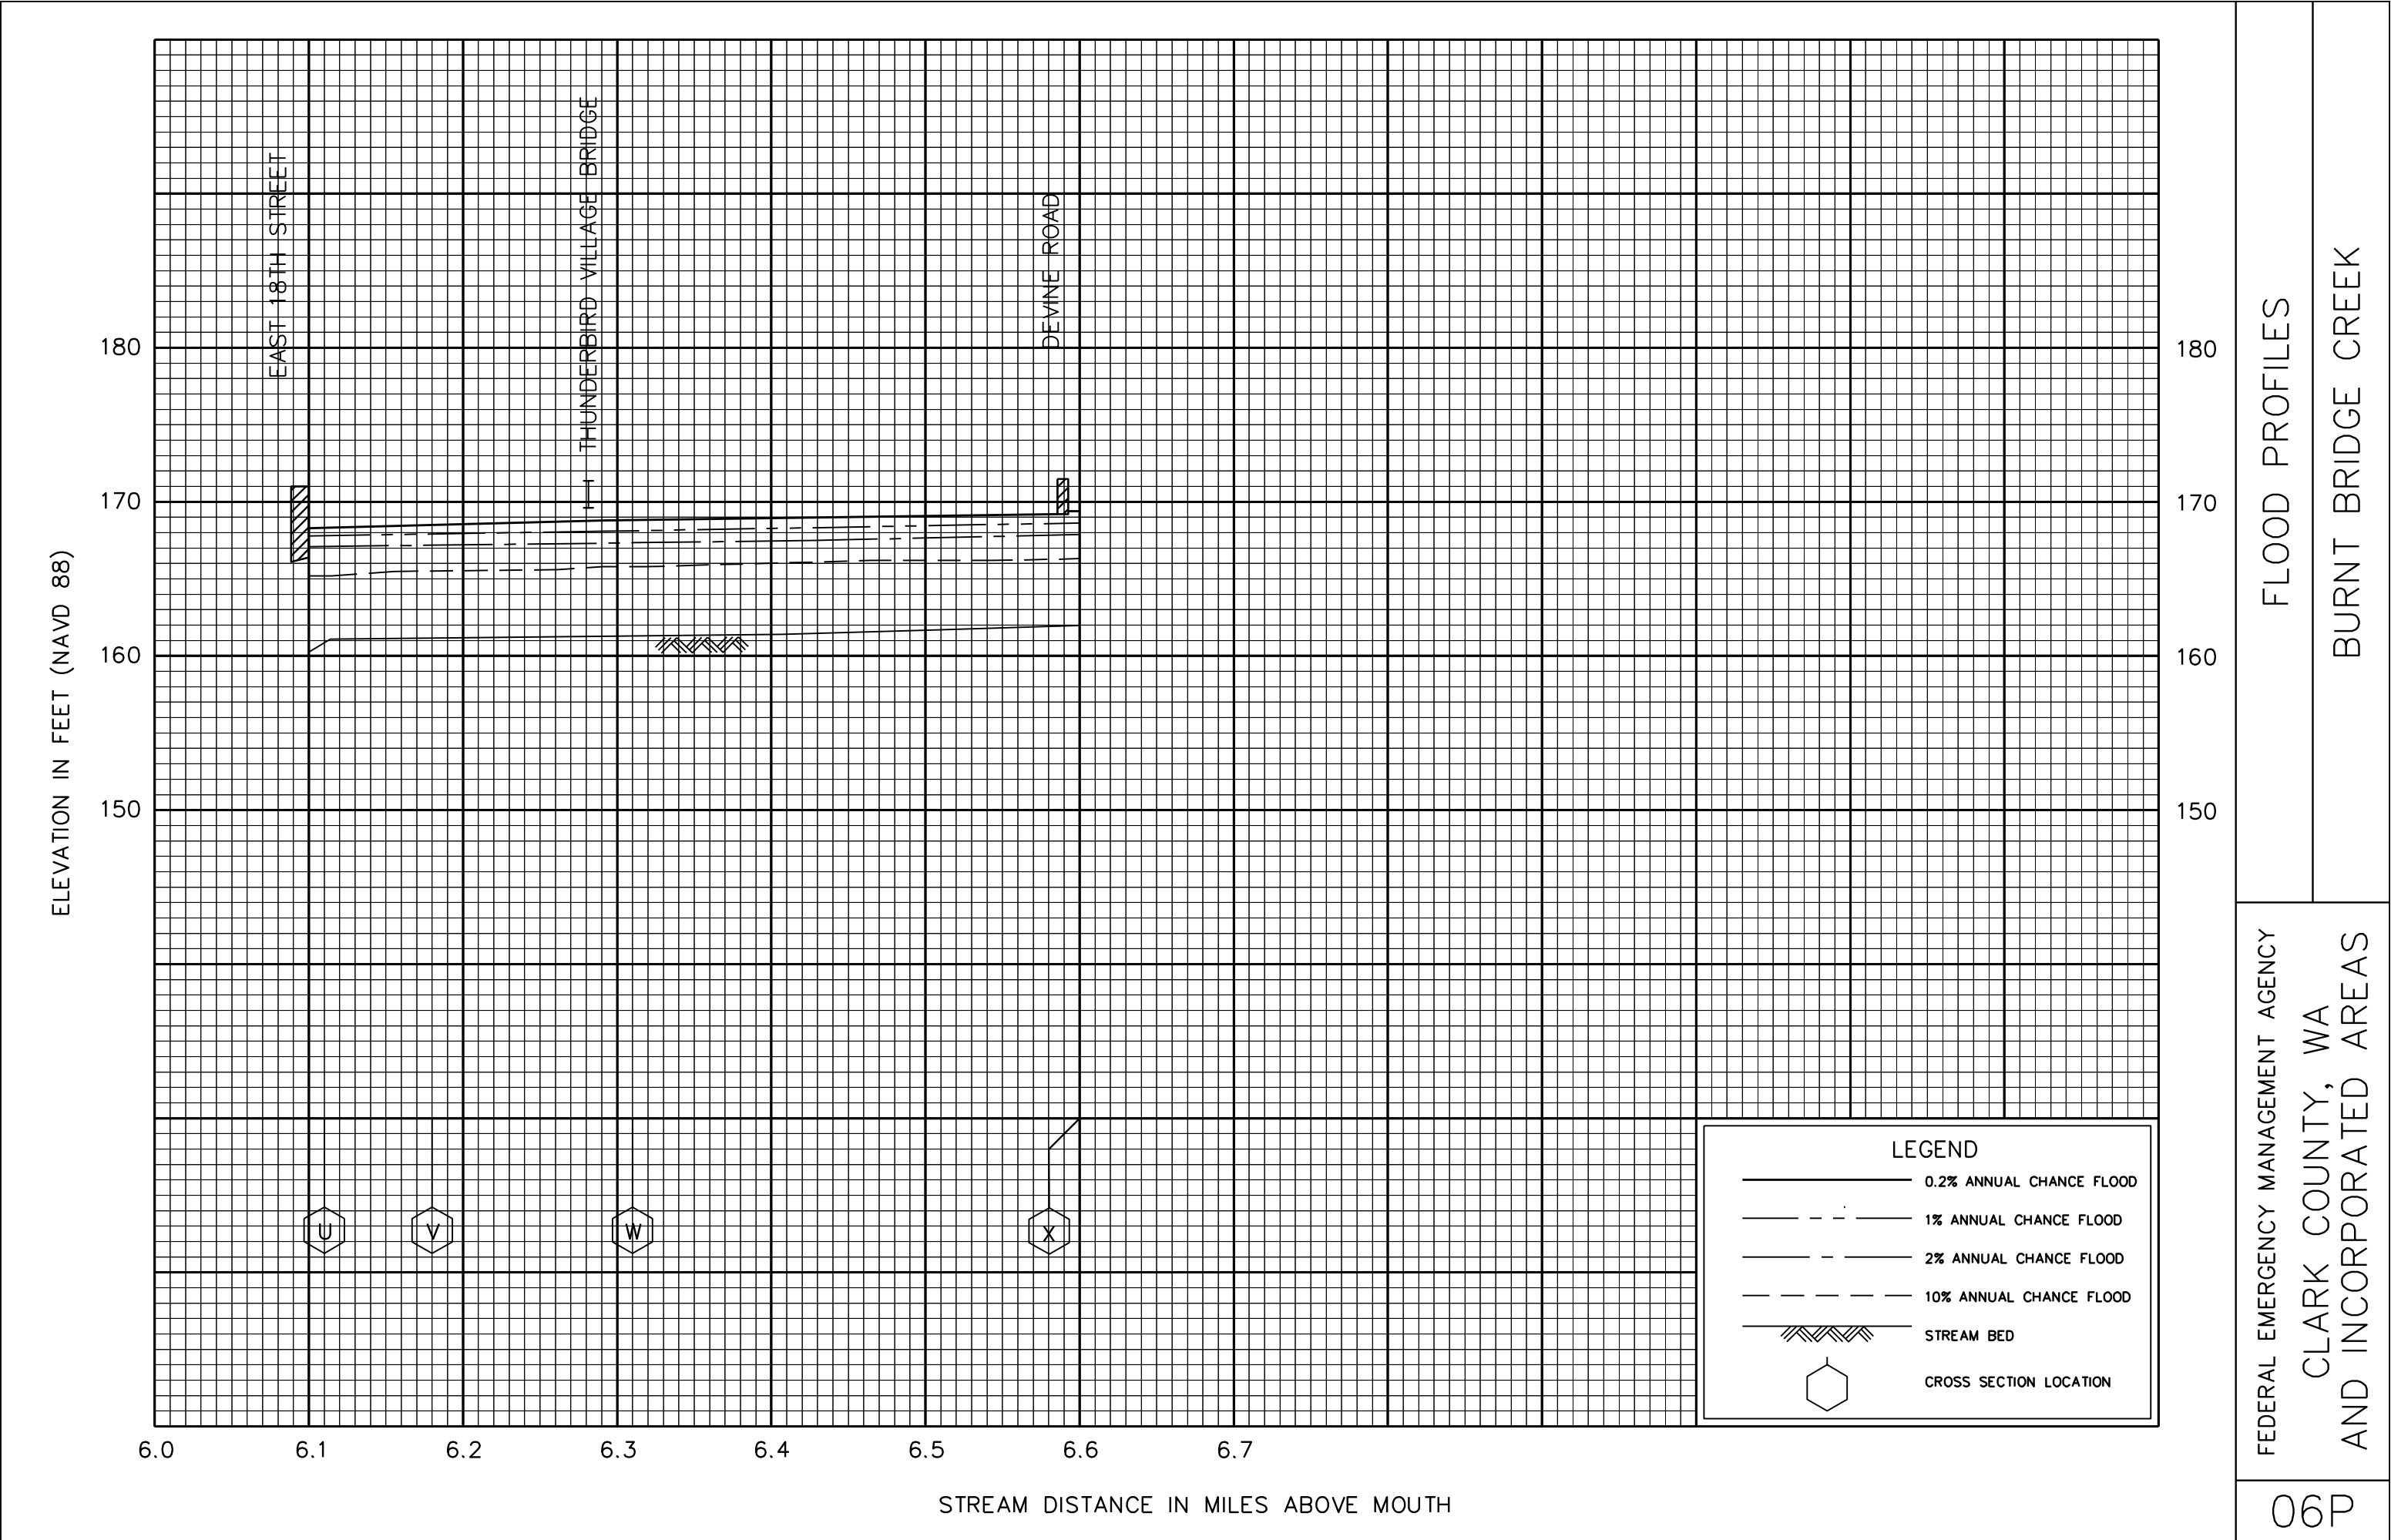 EAST 18TH STREET
THUNDERBIRD VILLAGE BRIDGE
DEVINE ROAD
ELEVATION IN FEET (NAVD 88)
180
170
160
150
180
170
160
150
U
V
W
X
LEGEND
0.2% ANNUAL CHANCE FLOOD
1% ANNUAL CHANCE FLOOD
2% ANNUAL CHANCE FLOOD
10% ANNUAL CHANCE FLOOD
STREAM BED
CROSS SECTION LOCATION
6.0 6.1 6.2 6.3 6.4 6.5 6.6 6.7
STREAM DISTANCE IN MILES ABOVE MOUTH
FLOOD PROFILES
BURNT BRIDGE CREEK
FEDERAL EMERGENCY MANAGEMENT AGENCY
CLARK COUNTY, WA
AND INCORPORATED AREAS
06P